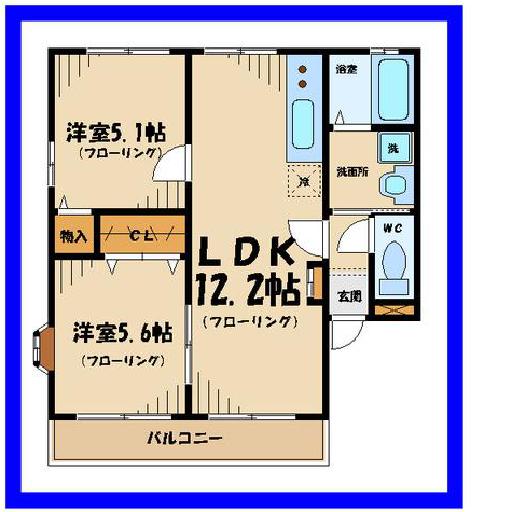 浴室
洋室5.1帖
(フローリング)
洗
洗面所
冷
物入
CL
WC
LDK
12.2帖
(フローリング)
玄関
洋室5.6帖
(フローリング)
バルコニー